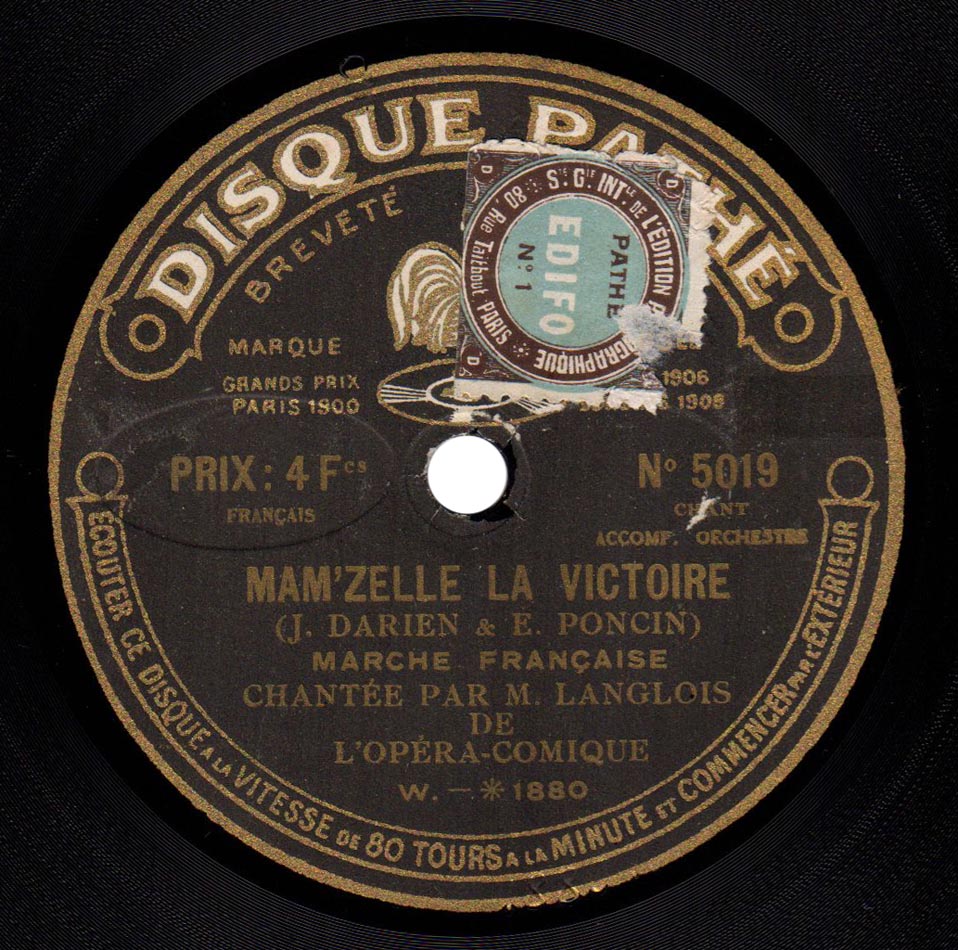 DISQUE PATHÉ
BREVETÉ
MARQUE
GRANDS PRIX
PARIS 1900
1906
1908
Sté. Gle INTle. DE L'ÉDITION GRAPHIQUE
80, Rue Taitbout. PARIS
PATHE
EDIFO
N° 1
D
D
D
D
PRIX: 4 Fcs
FRANÇAIS
N° 5019
CHANT
ACCOMP. ORCHESTRE
MAM'ZELLE LA VICTOIRE
(J. DARIEN & E. PONCIN)
MARCHE FRANÇAISE
CHANTÉE PAR M. LANGLOIS
DE
L'OPÉRA-COMIQUE
W. — * 1880
ÉCOUTER CE DISQUE A LA VITESSE DE 80 TOURS A LA MINUTE ET COMMENCER PAR L'EXTÉRIEUR